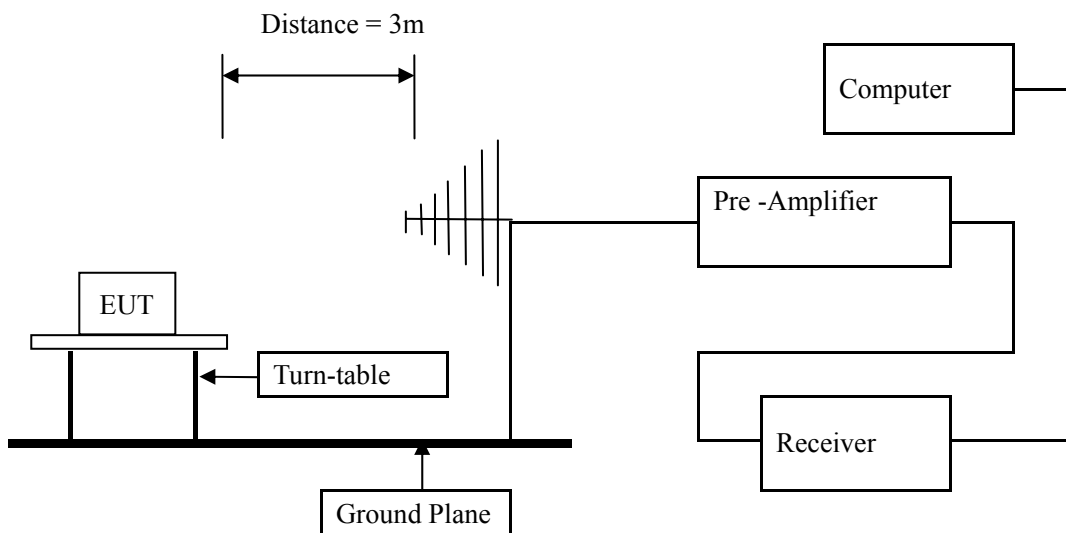 Distance = 3m
Computer
Pre -Amplifier
EUT
Turn-table
Receiver
Ground Plane